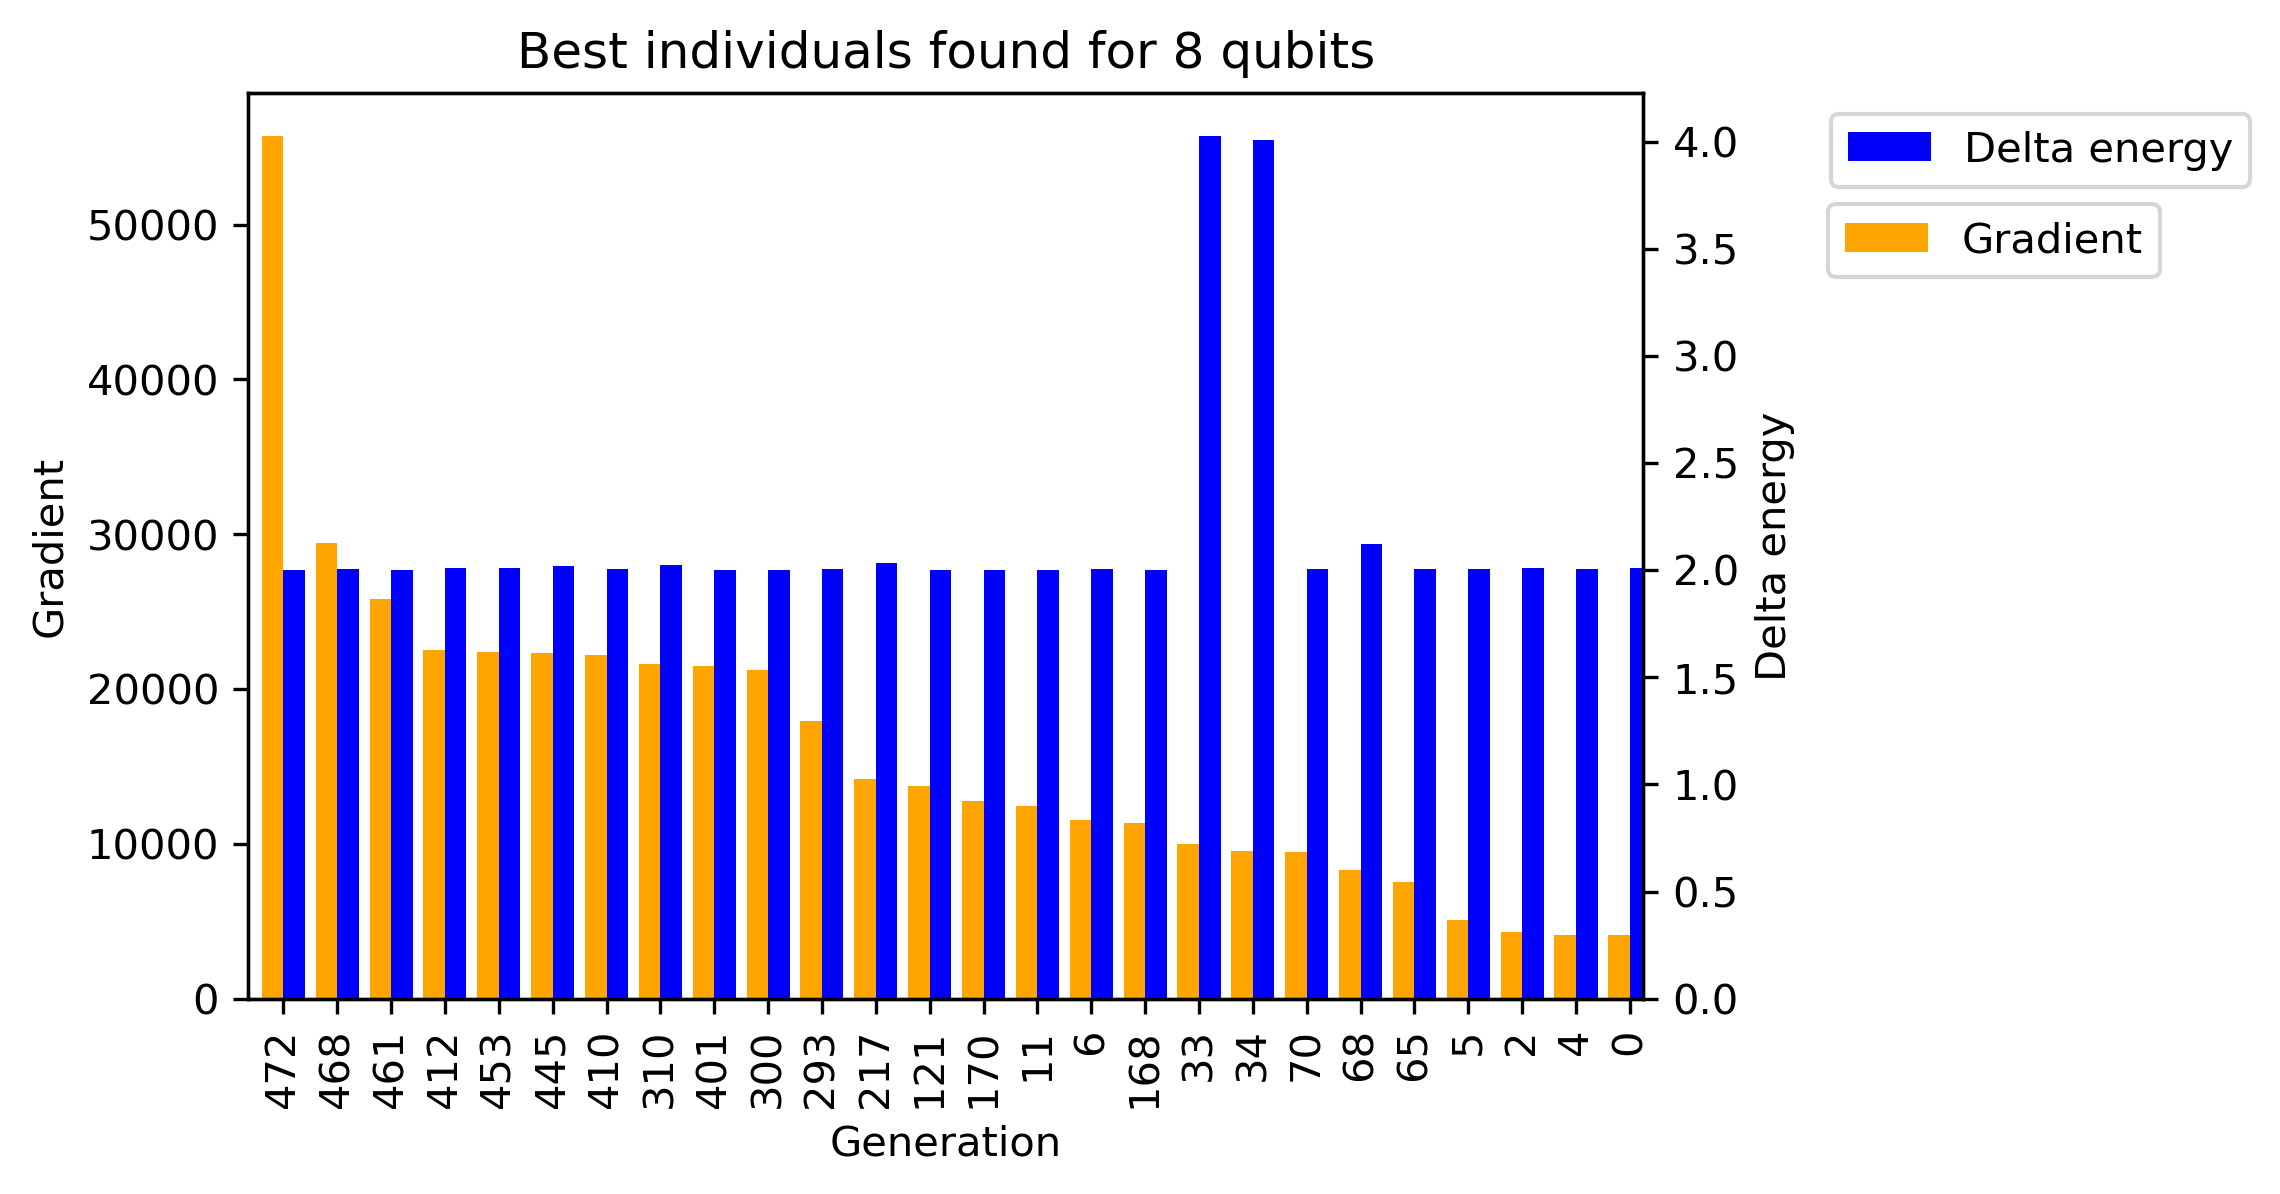 Best individuals found for 8 qubits
Delta energy
Gradient
50000
40000
30000
20000
10000
0
Gradient
4.0
3.5
3.0
2.5
2.0
1.5
1.0
0.5
0.0
Delta energy
472 468 461 412 453 445 410 310 401 300 293 217 121 170 11 6 168 33 34 70 68 65 5 2 4 0
Generation